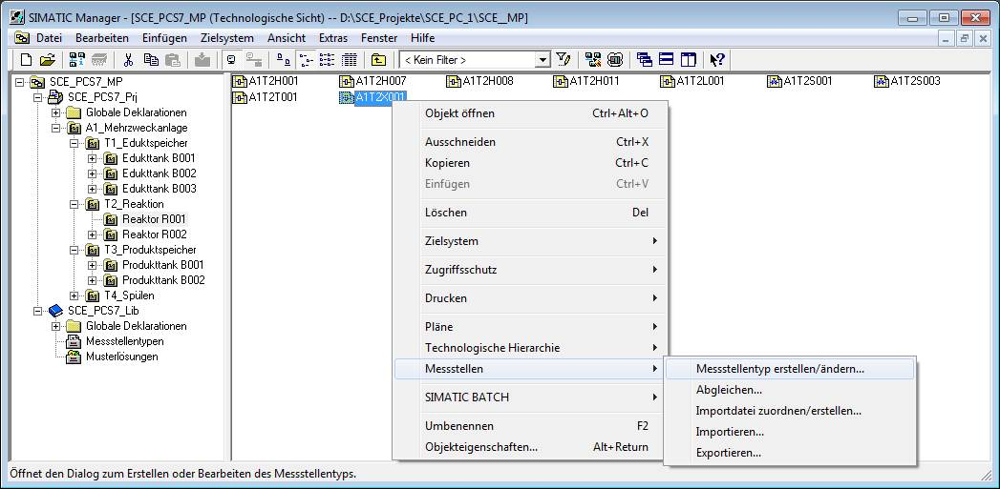 SIMATIC Manager - [SCE_PCS7_MP (Technologische Sicht) -- D:\SCE_Projekte\SCE_PC_1\SCE__MP]
Datei Bearbeiten Einfügen Zielsystem Ansicht Extras Fenster Hilfe
< Kein Filter >
SCE_PCS7_MP
SCE_PCS7_Prj
Globale Deklarationen
A1_Mehrzweckanlage
T1_Eduktspeicher
Edukttank B001
Edukttank B002
Edukttank B003
T2_Reaktion
Reaktor R001
Reaktor R002
T3_Produktspeicher
Produkttank B001
Produkttank B002
T4_Spülen
SCE_PCS7_Lib
Globale Deklarationen
Messstellentypen
Musterlösungen
A1T2H001 A1T2H007 A1T2H008 A1T2H011 A1T2L001 A1T2S001 A1T2S003
A1T2T001 A1T2X001
Objekt öffnen Ctrl+Alt+O
Ausschneiden Ctrl+X
Kopieren Ctrl+C
Einfügen Ctrl+V
Löschen Del
Zielsystem
Zugriffsschutz
Drucken
Pläne
Technologische Hierarchie
Messstellen
SIMATIC BATCH
Umbenennen F2
Objekteigenschaften... Alt+Return
Messstellentyp erstellen/ändern...
Abgleichen...
Importdatei zuordnen/erstellen...
Importieren...
Exportieren...
Öffnet den Dialog zum Erstellen oder Bearbeiten des Messstellentyps.